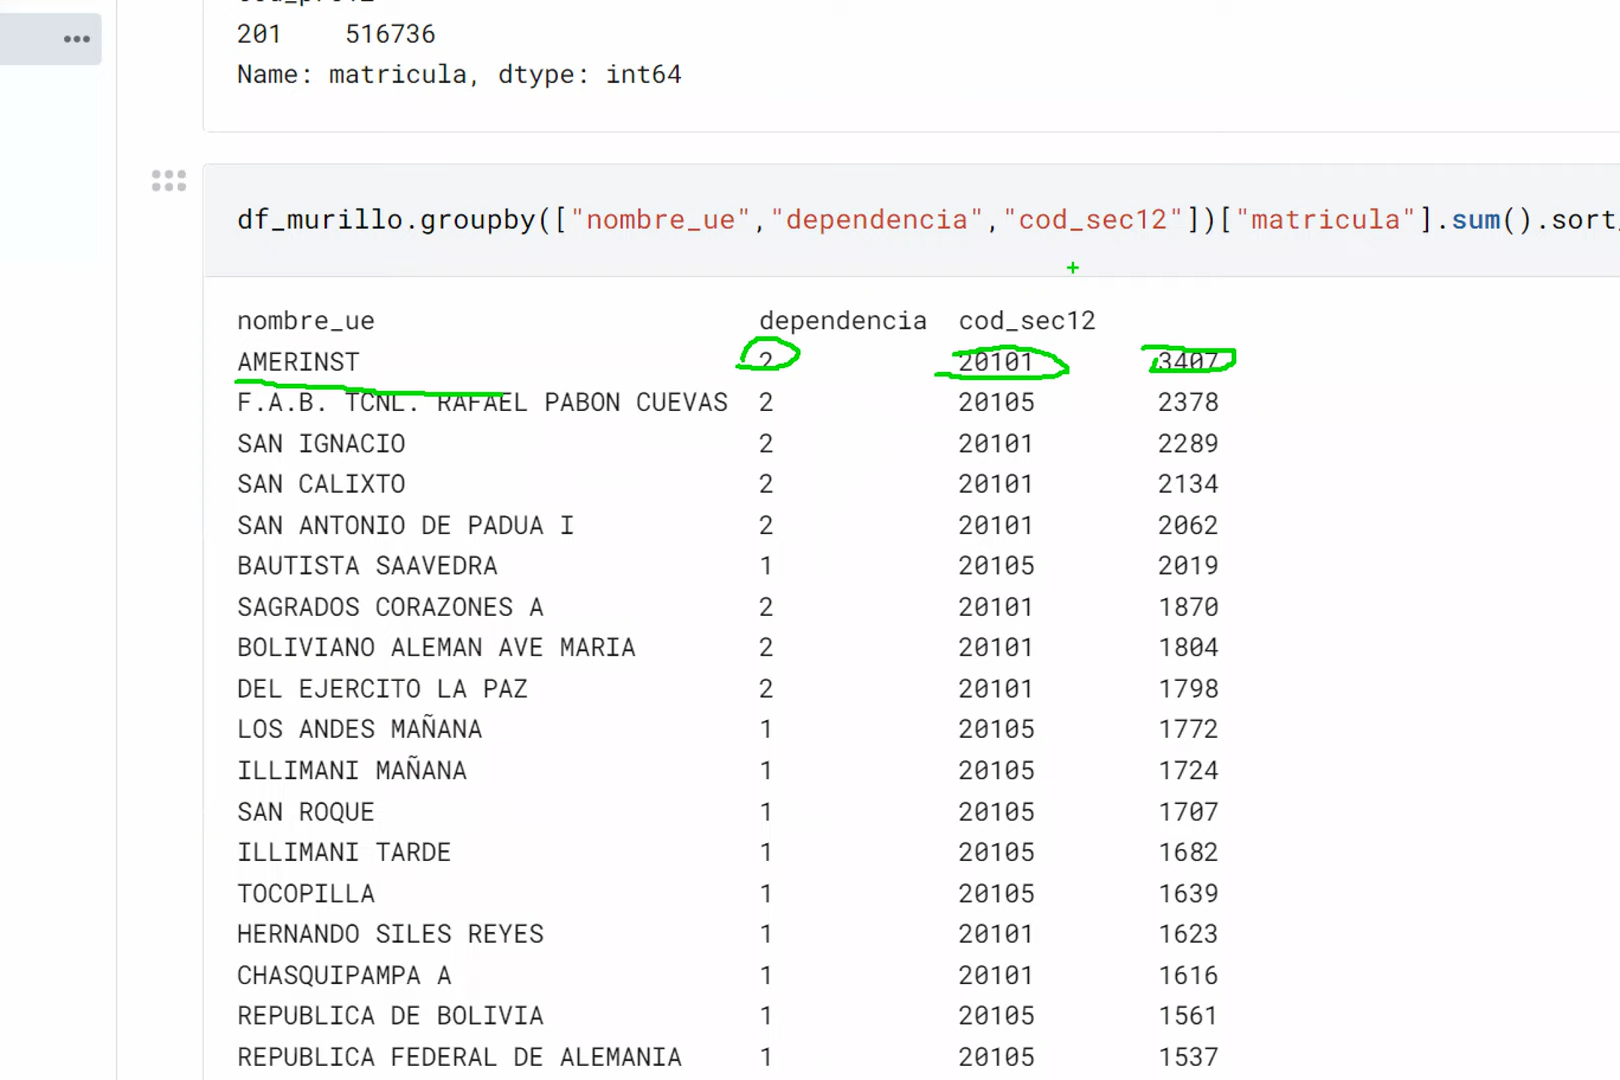 201 516736
Name: matricula, dtype: int64
df_murillo.groupby(["nombre_ue","dependencia","cod_sec12"])["matricula"].sum().sort
nombre_ue dependencia cod_sec12
AMERINST 2 20101 3407
F.A.B. TCNL. RAFAEL PABON CUEVAS 2 20105 2378
SAN IGNACIO 2 20101 2289
SAN CALIXTO 2 20101 2134
SAN ANTONIO DE PADUA I 2 20101 2062
BAUTISTA SAAVEDRA 1 20105 2019
SAGRADOS CORAZONES A 2 20101 1870
BOLIVIANO ALEMAN AVE MARIA 2 20101 1804
DEL EJERCITO LA PAZ 2 20101 1798
LOS ANDES MAÑANA 1 20105 1772
ILLIMANI MAÑANA 1 20105 1724
SAN ROQUE 1 20105 1707
ILLIMANI TARDE 1 20105 1682
TOCOPILLA 1 20105 1639
HERNANDO SILES REYES 1 20101 1623
CHASQUIPAMPA A 1 20101 1616
REPUBLICA DE BOLIVIA 1 20105 1561
REPUBLICA FEDERAL DE ALEMANIA 1 20105 1537